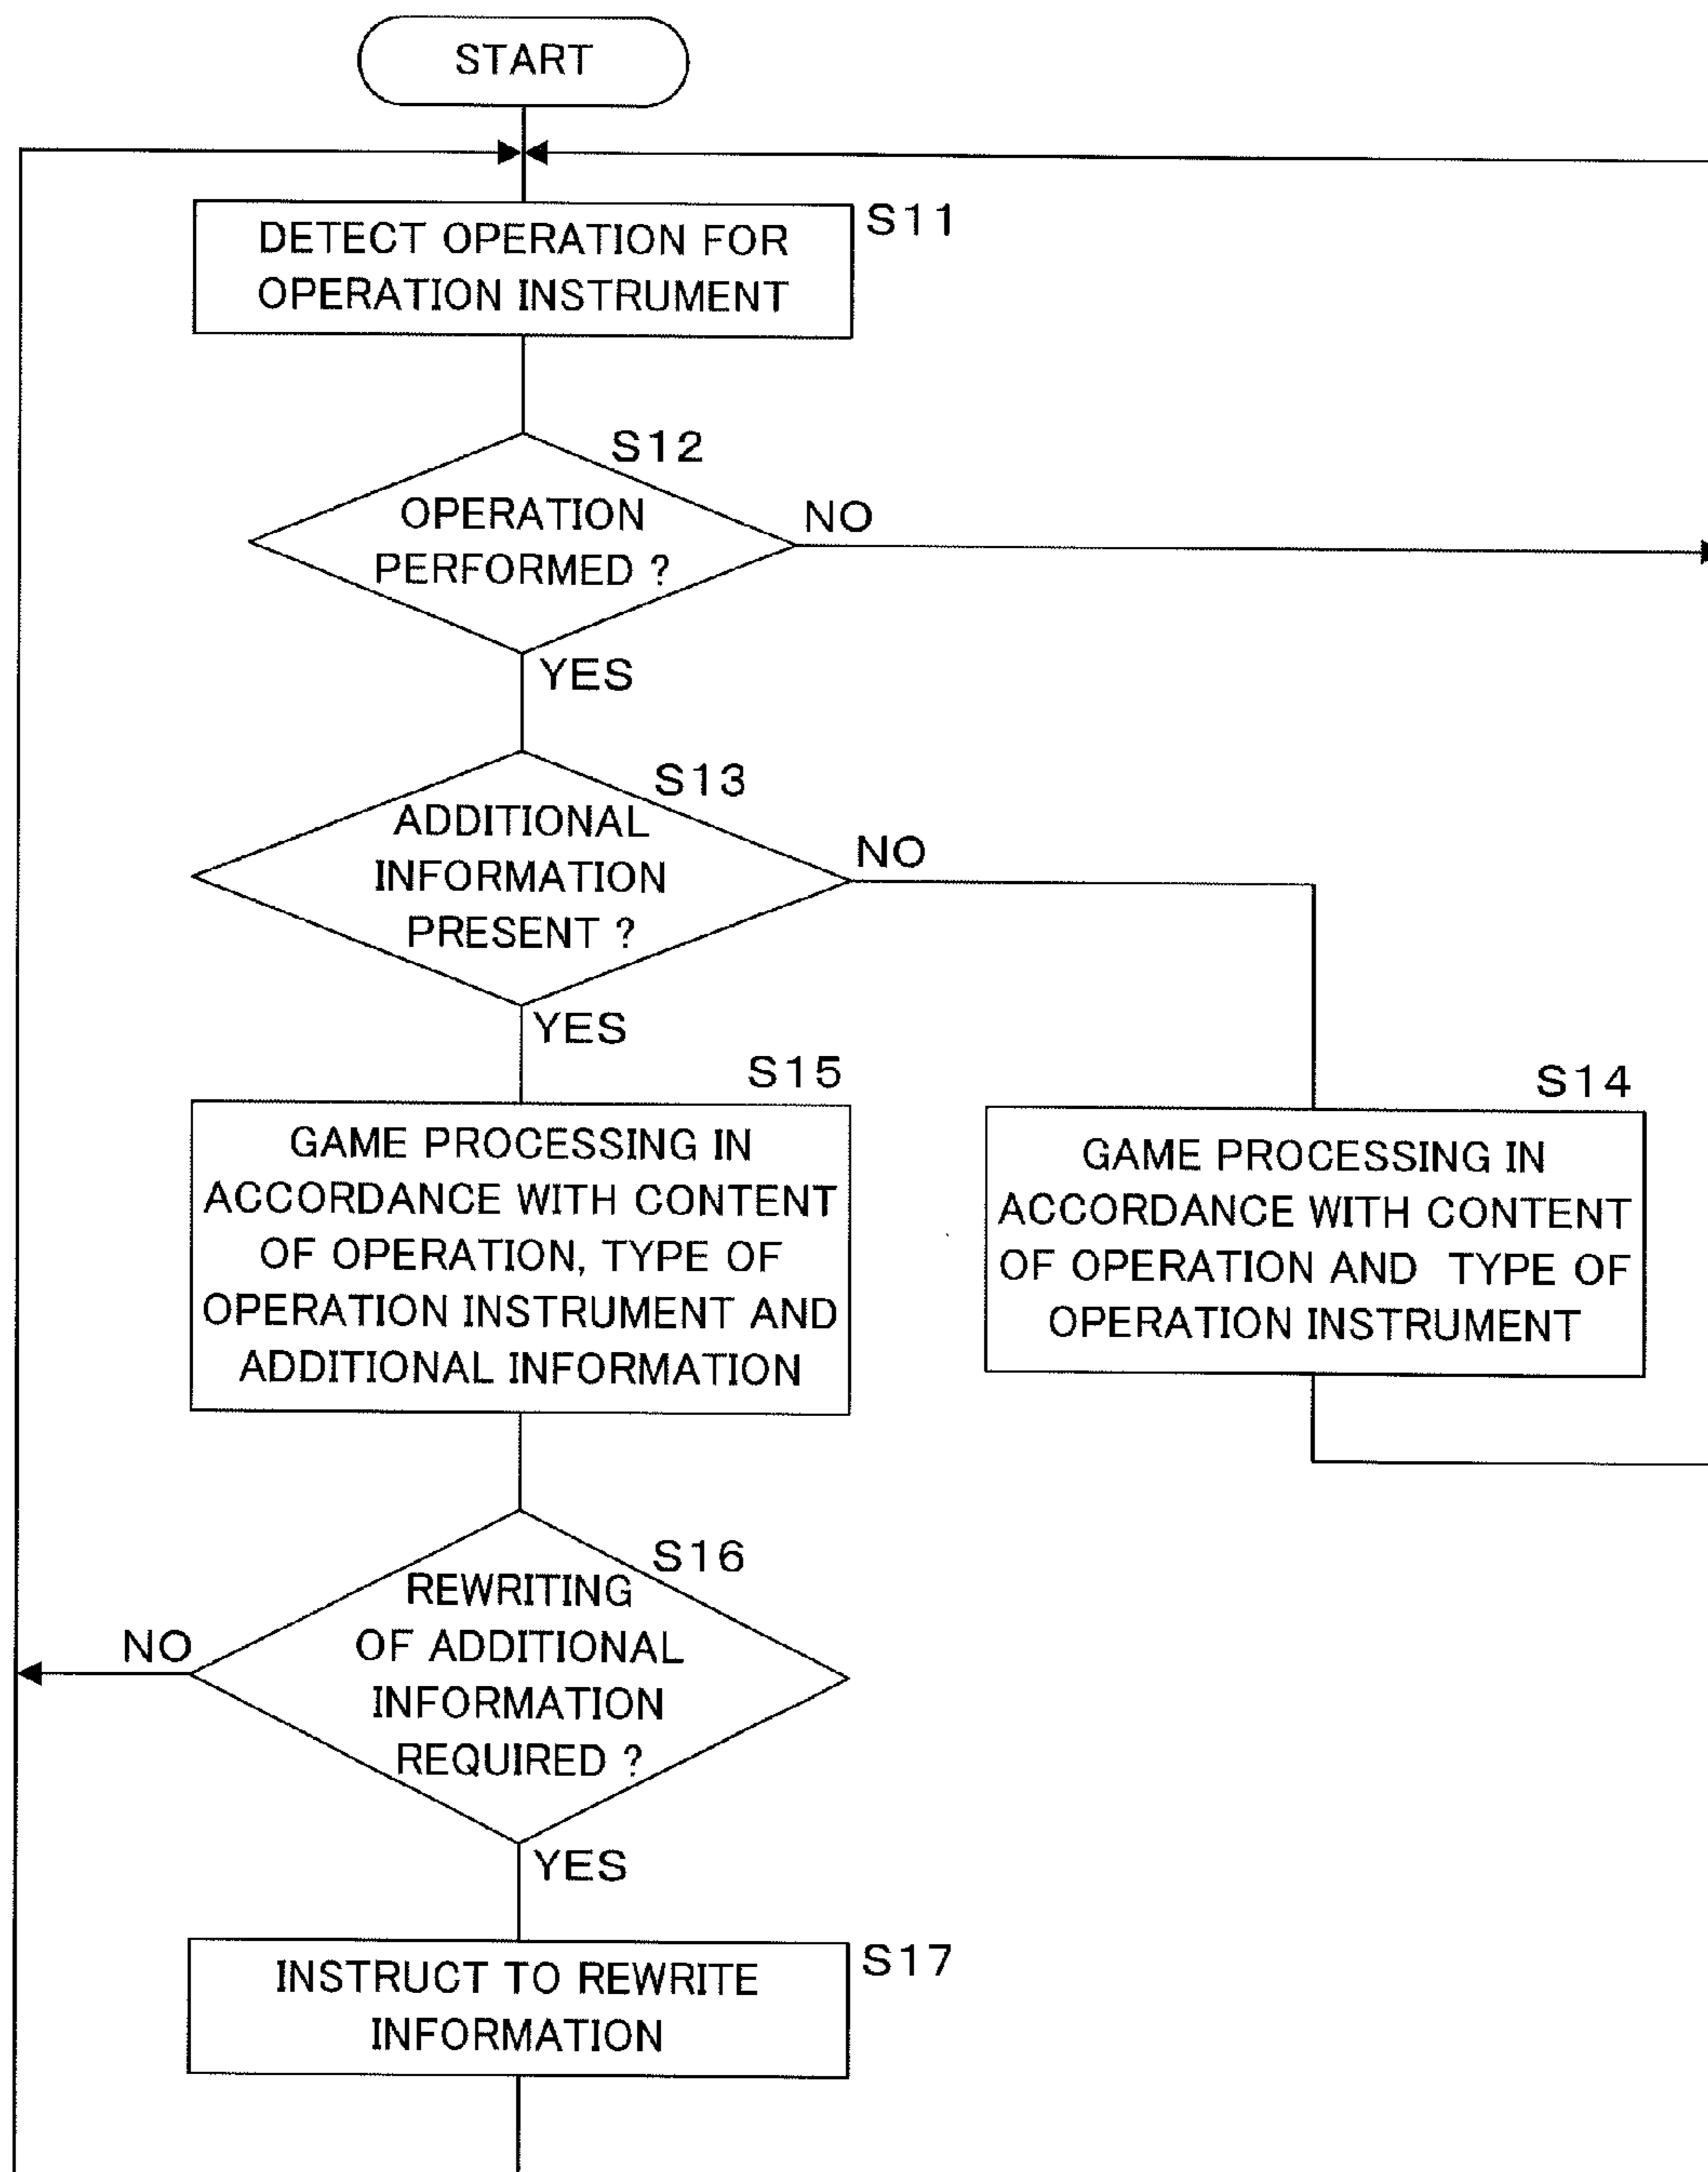 START
S11
DETECT OPERATION FOR
OPERATION INSTRUMENT
S12
OPERATION
PERFORMED ?
NO
YES
S13
ADDITIONAL
INFORMATION
PRESENT ?
NO
YES
S15
GAME PROCESSING IN
ACCORDANCE WITH CONTENT
OF OPERATION, TYPE OF
OPERATION INSTRUMENT AND
ADDITIONAL INFORMATION
S14
GAME PROCESSING IN
ACCORDANCE WITH CONTENT
OF OPERATION AND TYPE OF
OPERATION INSTRUMENT
S16
REWRITING
OF ADDITIONAL
INFORMATION
REQUIRED ?
NO
YES
S17
INSTRUCT TO REWRITE
INFORMATION